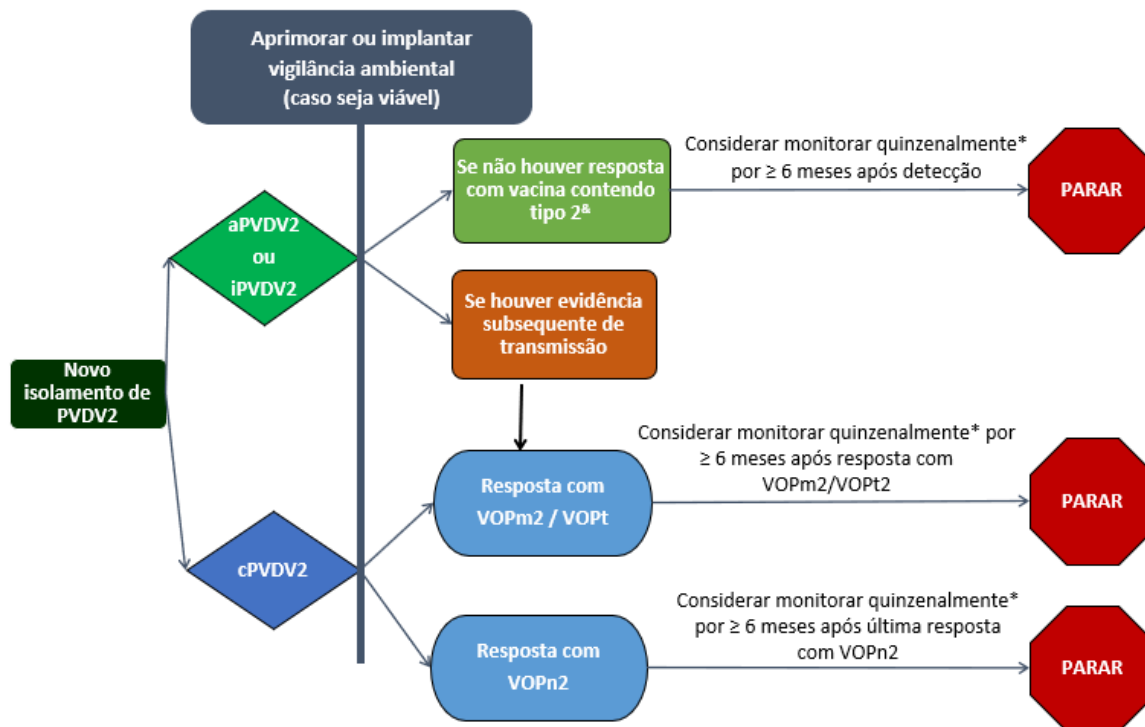 Aprimorar ou implantar
vigilância ambiental
(caso seja viável)
Se não houver resposta
com vacina contendo
tipo 2&
Considerar monitorar quinzenalmente*
por ≥ 6 meses após detecção
PARAR
aPVDV2
ou
iPVDV2
Se houver evidência
subsequente de
transmissão
Novo
isolamento de
PVDV2
Resposta com
VOPm2 / VOPt
Considerar monitorar quinzenalmente* por
≥ 6 meses após resposta com
VOPm2/VOPt2
PARAR
cPVDV2
Resposta com
VOPn2
Considerar monitorar quinzenalmente*
por ≥ 6 meses após última resposta
com VOPn2
PARAR